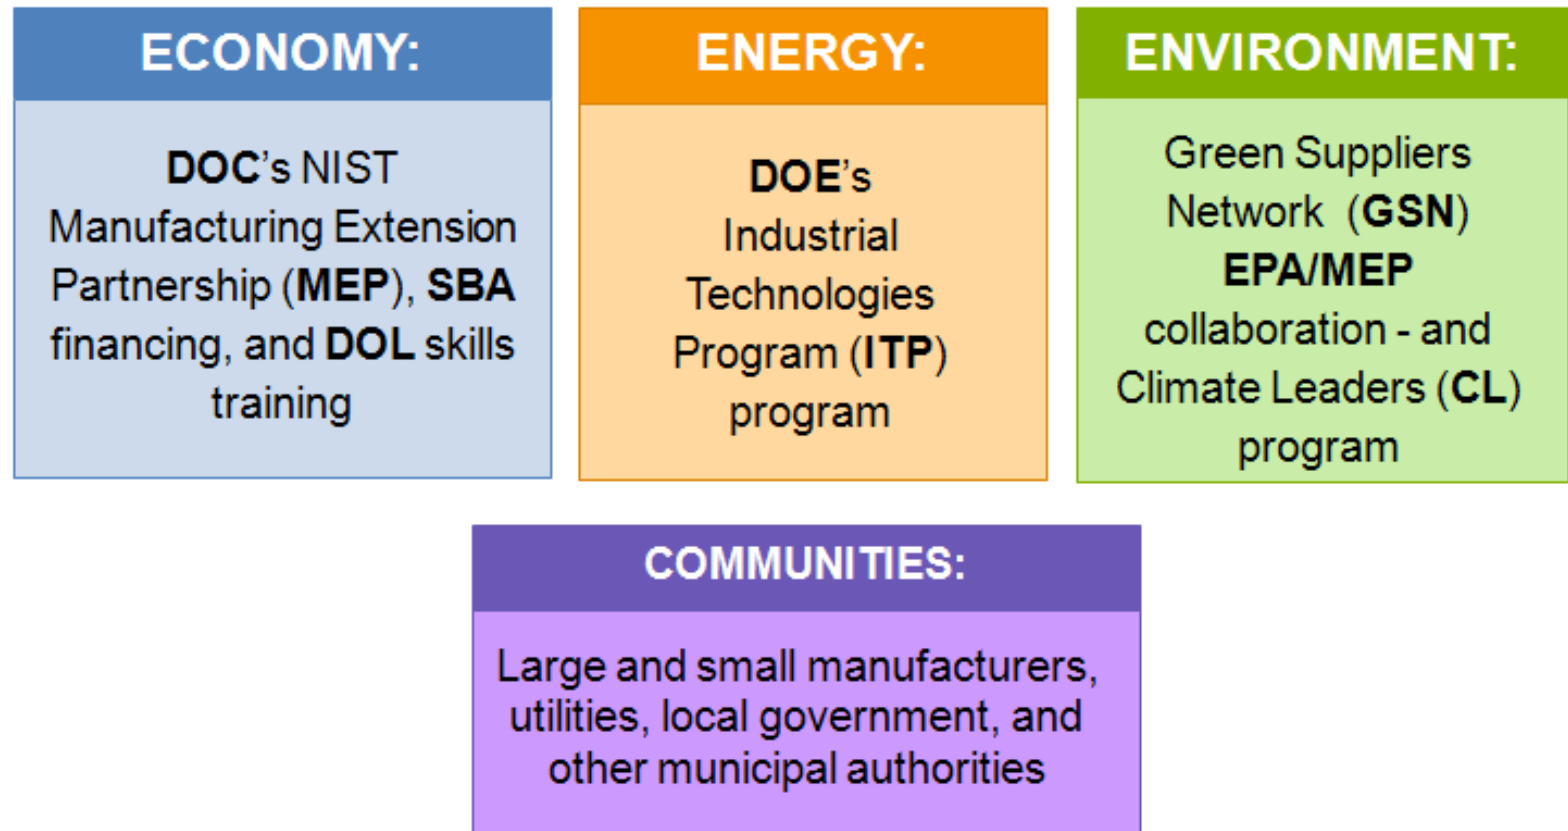 ECONOMY:
DOC's NIST
Manufacturing Extension
Partnership (MEP), SBA
financing, and DOL skills
training
ENERGY:
DOE's
Industrial
Technologies
Program (ITP)
program
ENVIRONMENT:
Green Suppliers
Network  (GSN)
EPA/MEP
collaboration - and
Climate Leaders (CL)
program
COMMUNITIES:
Large and small manufacturers,
utilities, local government, and
other municipal authorities